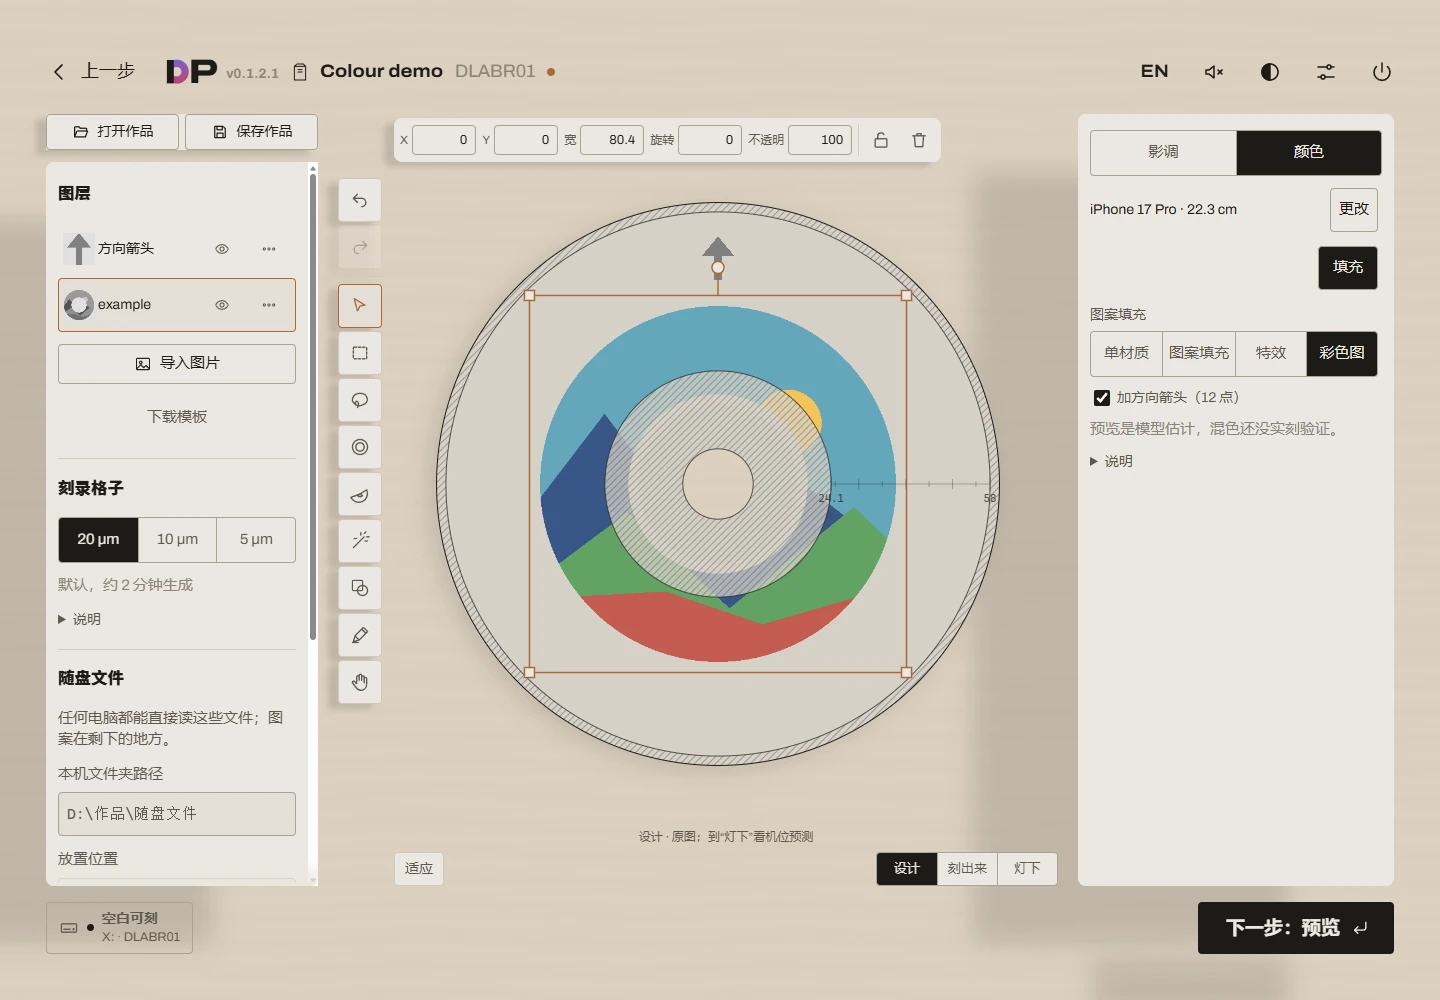 上一步
DP v0.1.2.1
Colour demo DLABR01
EN
打开作品
保存作品
X 0 Y 0 宽 80.4 旋转 0 不透明 100
图层
方向箭头
example
导入图片
下载模板
刻录格子
20 µm 10 µm 5 µm
默认，约 2 分钟生成
说明
随盘文件
任何电脑都能直接读这些文件；图
案在剩下的地方。
本机文件夹路径
D:\作品\随盘文件
放置位置
24.1
58
设计 · 原图；到“灯下”看机位预测
适应
设计 刻出来 灯下
影调 颜色
iPhone 17 Pro · 22.3 cm
更改
填充
图案填充
单材质 图案填充 特效 彩色图
加方向箭头（12 点）
预览是模型估计，混色还没实刻验证。
说明
空白可刻
X: · DLABR01
下一步：预览